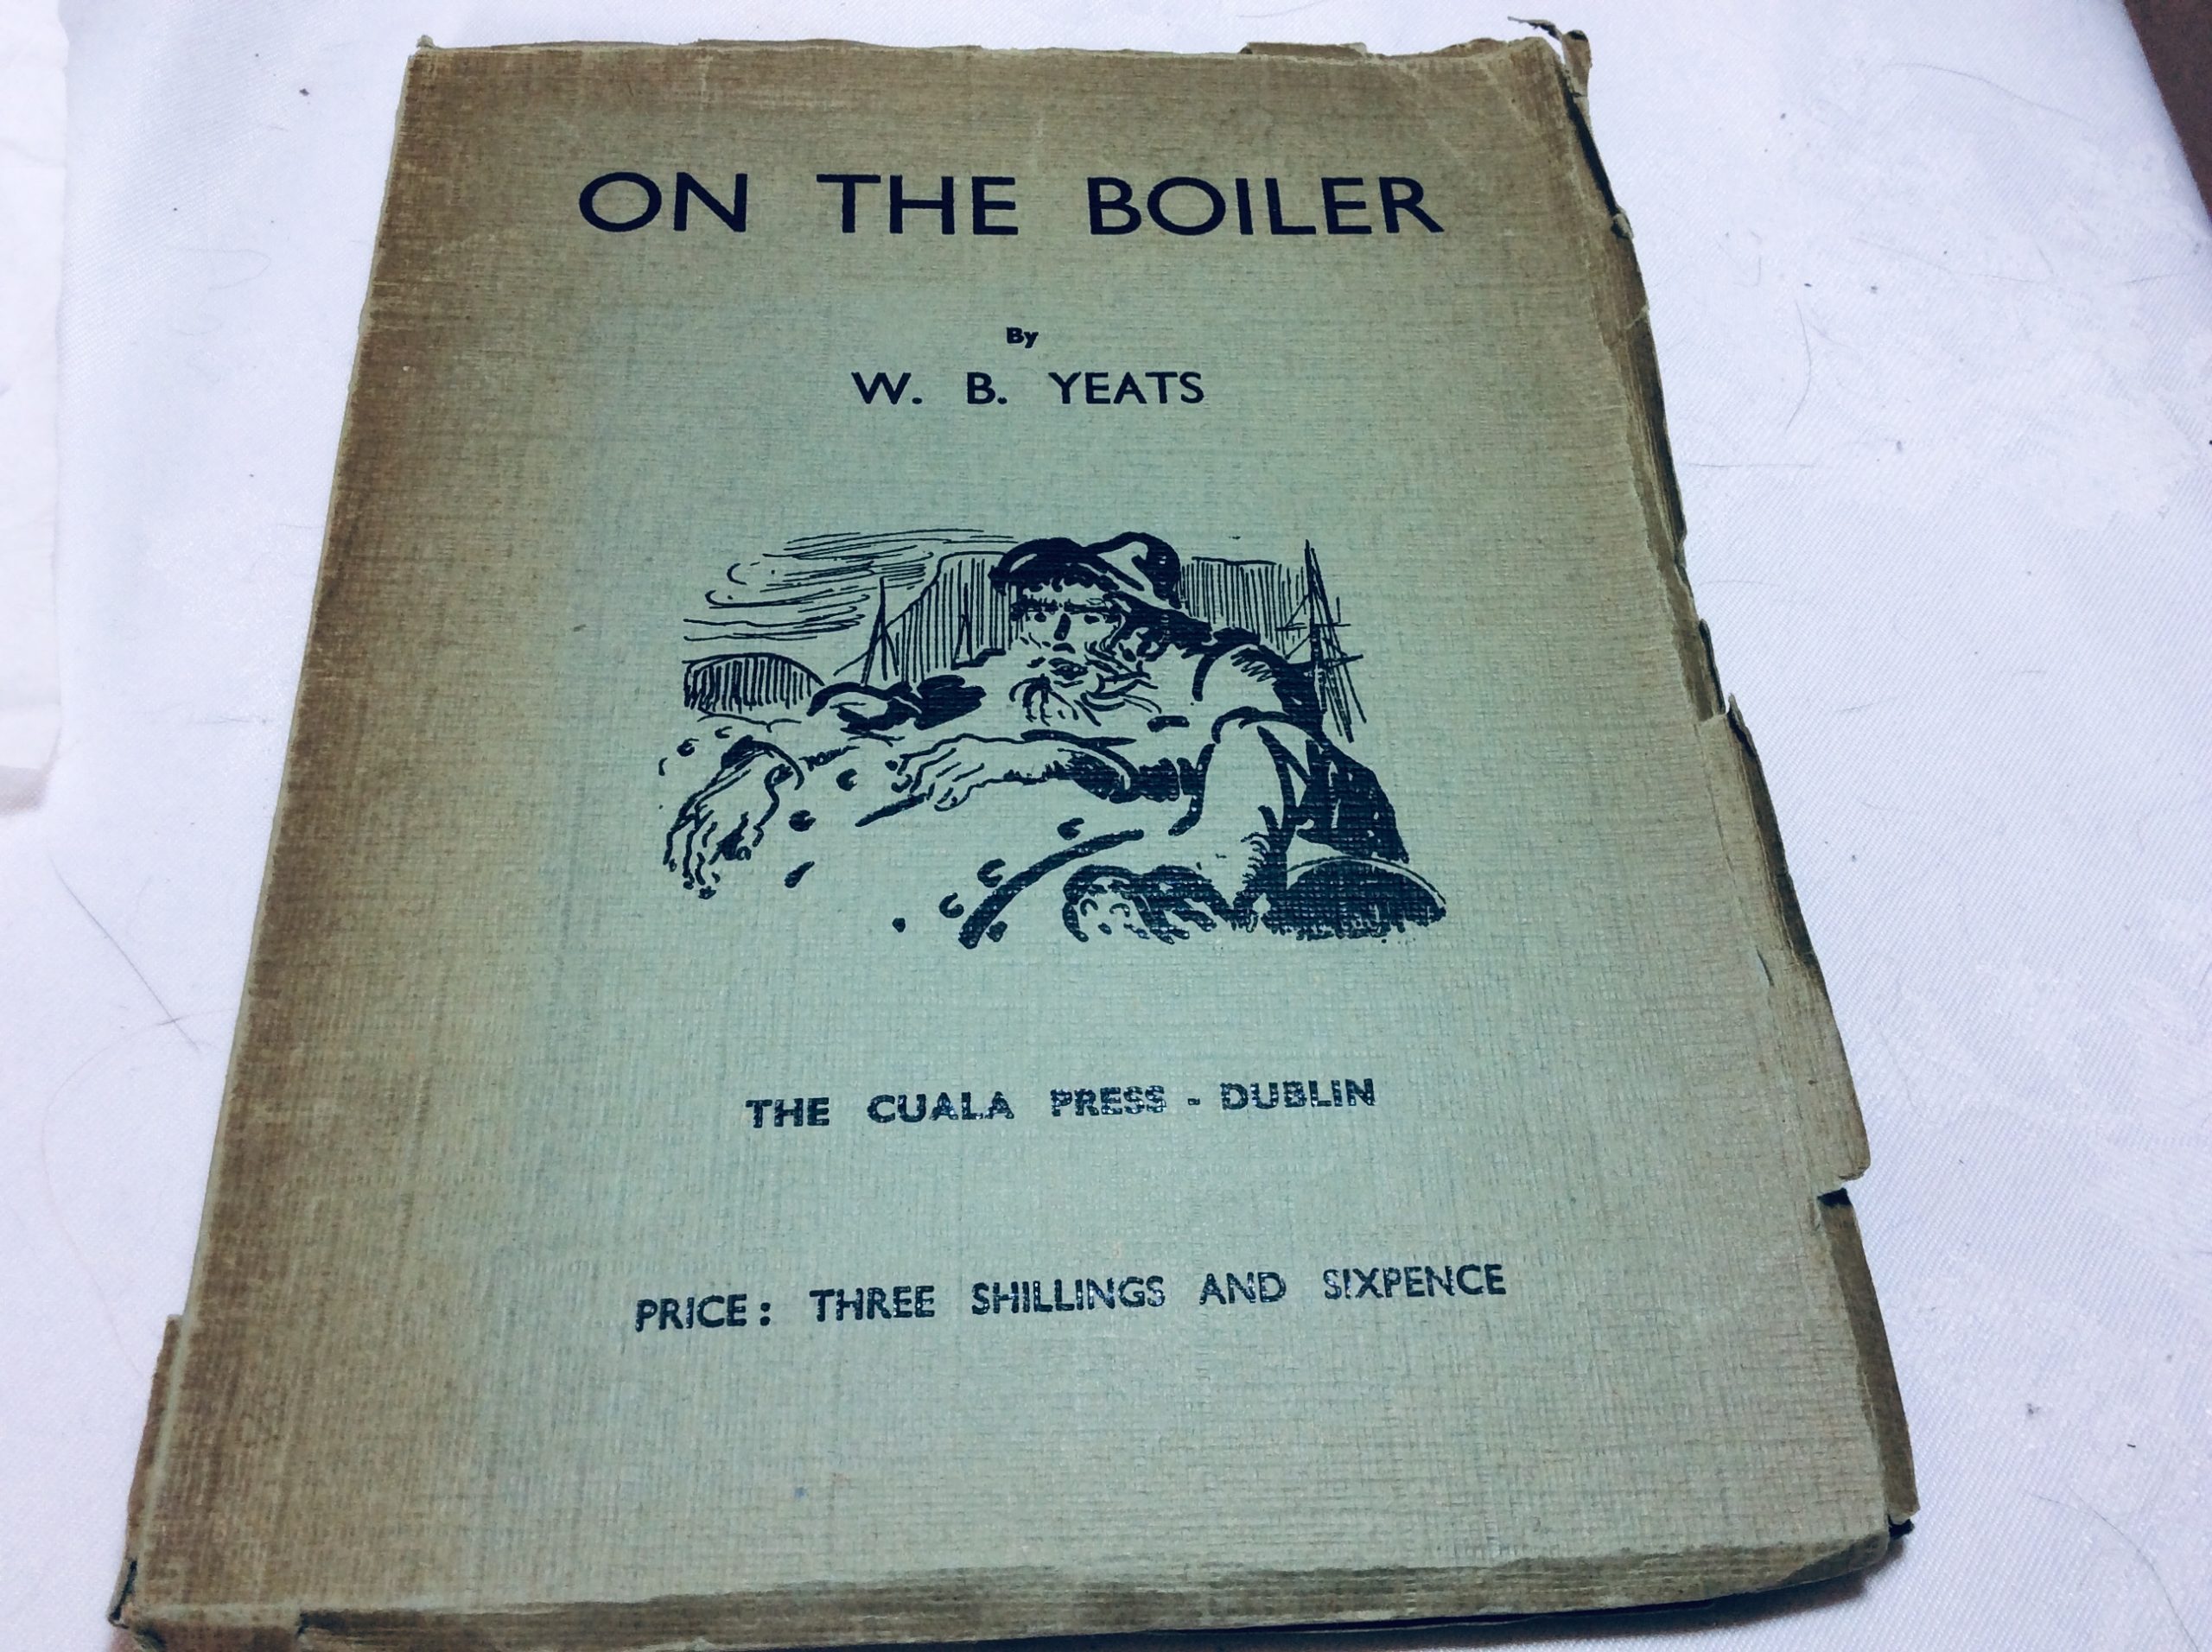 ON THE BOILER
By
W. B. YEATS
THE CUALA PRESS - DUBLIN
PRICE: THREE SHILLINGS AND SIXPENCE